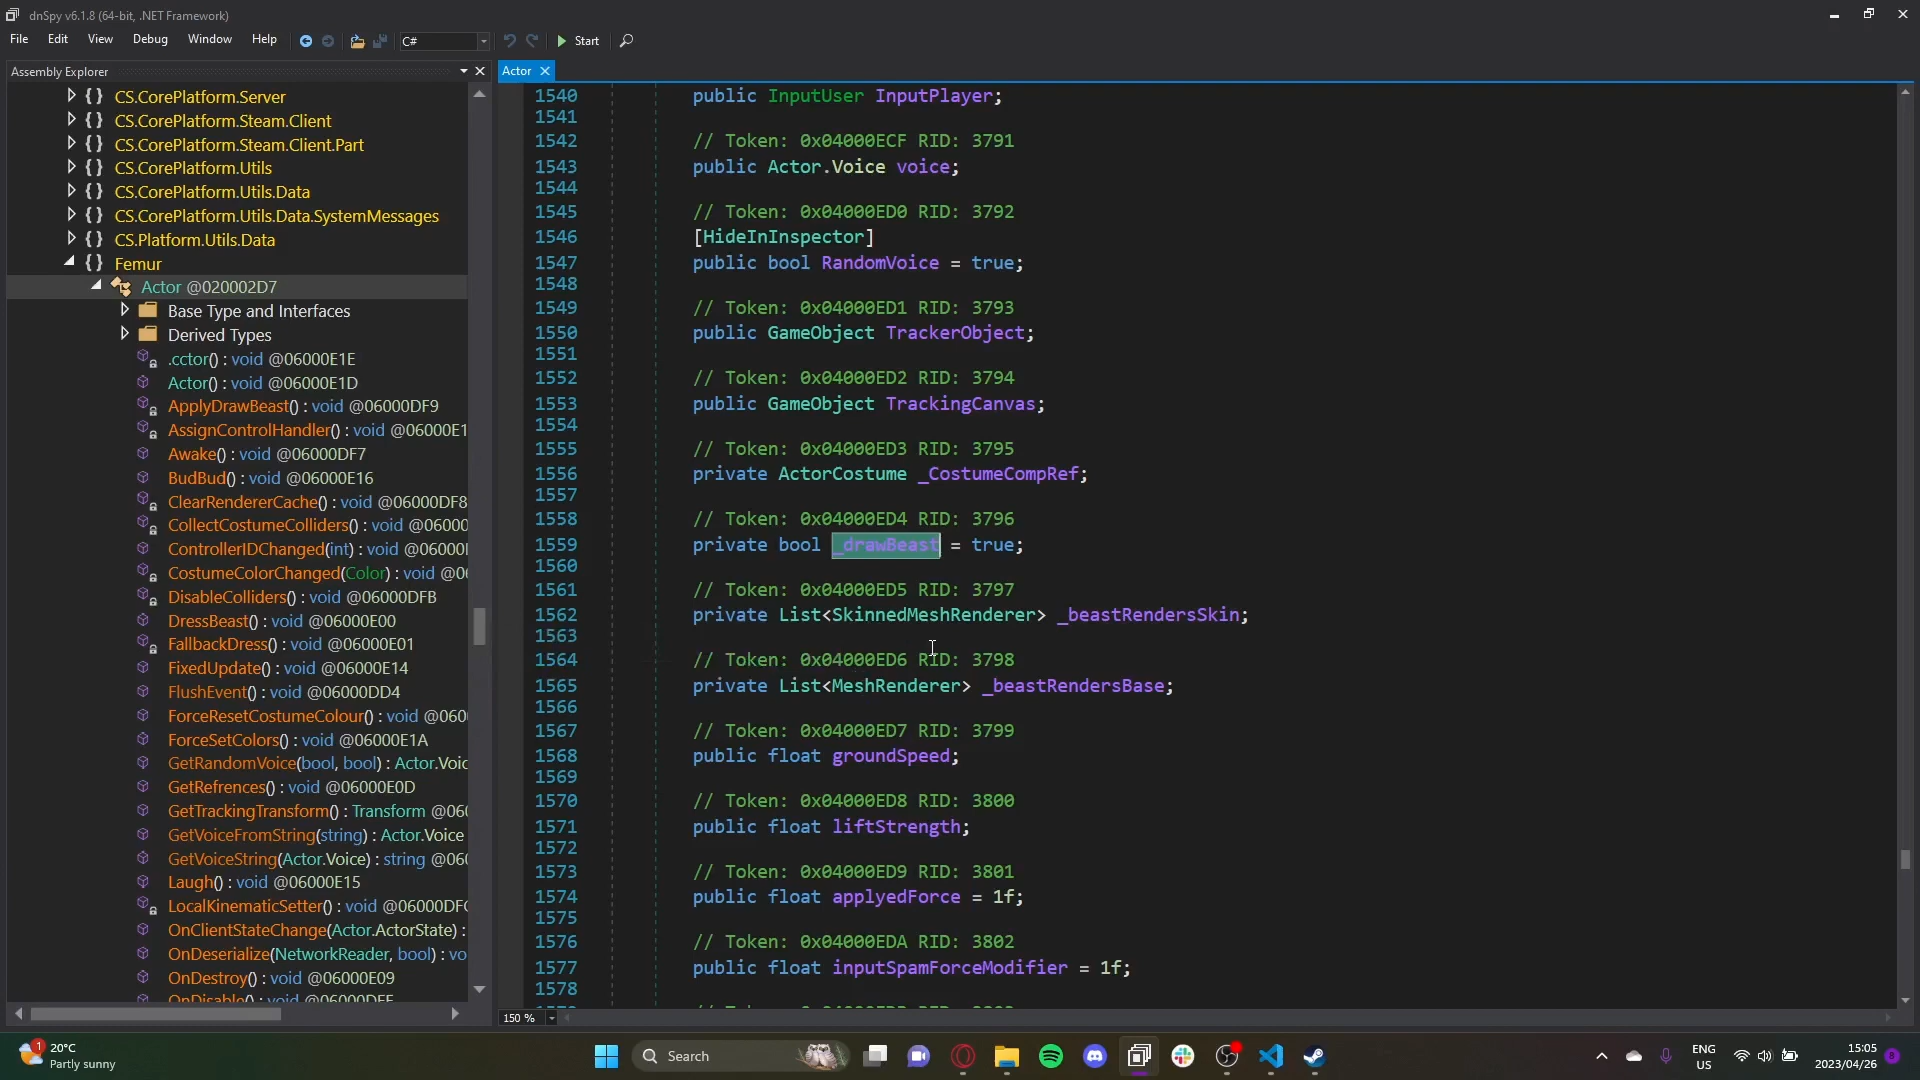 dnSpy v6.1.8 (64-bit, .NET Framework)
File Edit View Debug Window Help C# Start
Assembly Explorer
CS.CorePlatform.Server
CS.CorePlatform.Steam.Client
CS.CorePlatform.Steam.Client.Part
CS.CorePlatform.Utils
CS.CorePlatform.Utils.Data
CS.CorePlatform.Utils.Data.SystemMessages
CS.Platform.Utils.Data
Femur
Actor @020002D7
Base Type and Interfaces
Derived Types
.cctor() : void @06000E1E
Actor() : void @06000E1D
ApplyDrawBeast() : void @06000DF9
AssignControlHandler() : void @06000E1
Awake() : void @06000DF7
BudBud() : void @06000E16
ClearRendererCache() : void @06000DF8
CollectCostumeColliders() : void @06000
ControllerIDChanged(int) : void @06000
CostumeColorChanged(Color) : void @06
DisableColliders() : void @06000DFB
DressBeast() : void @06000E00
FallbackDress() : void @06000E01
FixedUpdate() : void @06000E14
FlushEvent() : void @06000DD4
ForceResetCostumeColour() : void @060
ForceSetColors() : void @06000E1A
GetRandomVoice(bool, bool) : Actor.Voic
GetRefrences() : void @06000E0D
GetTrackingTransform() : Transform @06
GetVoiceFromString(string) : Actor.Voice
GetVoiceString(Actor.Voice) : string @06
Laugh() : void @06000E15
LocalKinematicSetter() : void @06000DF
OnClientStateChange(Actor.ActorState) :
OnDeserialize(NetworkReader, bool) : vo
OnDestroy() : void @06000E09
OnDisable() : void @06000DFF
Actor
1540 public InputUser InputPlayer;
1541
1542 // Token: 0x04000ECF RID: 3791
1543 public Actor.Voice voice;
1544
1545 // Token: 0x04000ED0 RID: 3792
1546 [HideInInspector]
1547 public bool RandomVoice = true;
1548
1549 // Token: 0x04000ED1 RID: 3793
1550 public GameObject TrackerObject;
1551
1552 // Token: 0x04000ED2 RID: 3794
1553 public GameObject TrackingCanvas;
1554
1555 // Token: 0x04000ED3 RID: 3795
1556 private ActorCostume _CostumeCompRef;
1557
1558 // Token: 0x04000ED4 RID: 3796
1559 private bool _drawBeast = true;
1560
1561 // Token: 0x04000ED5 RID: 3797
1562 private List<SkinnedMeshRenderer> _beastRendersSkin;
1563
1564 // Token: 0x04000ED6 RID: 3798
1565 private List<MeshRenderer> _beastRendersBase;
1566
1567 // Token: 0x04000ED7 RID: 3799
1568 public float groundSpeed;
1569
1570 // Token: 0x04000ED8 RID: 3800
1571 public float liftStrength;
1572
1573 // Token: 0x04000ED9 RID: 3801
1574 public float applyedForce = 1f;
1575
1576 // Token: 0x04000EDA RID: 3802
1577 public float inputSpamForceModifier = 1f;
1578
150 %
1
20°C
Partly sunny
Search
ENG
US
15:05
2023/04/26
8